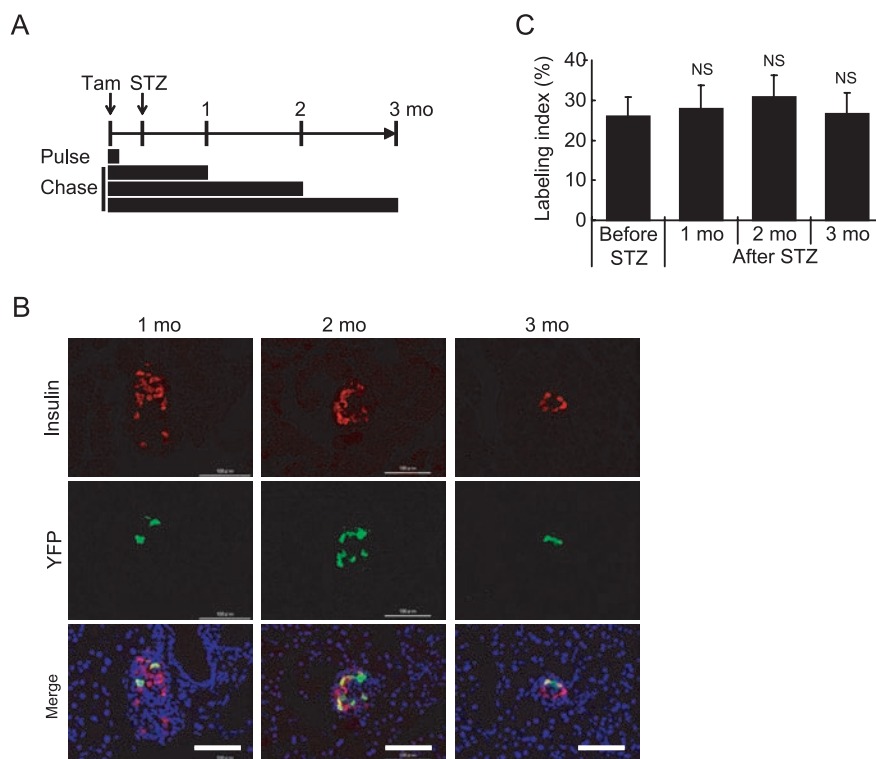 A
Tam STZ
1 2 3 mo
Pulse
Chase
C
Labeling index (%)
40
30
20
10
0
NS NS NS
Before STZ
1 mo 2 mo 3 mo
After STZ
B
1 mo 2 mo 3 mo
Insulin
YFP
Merge